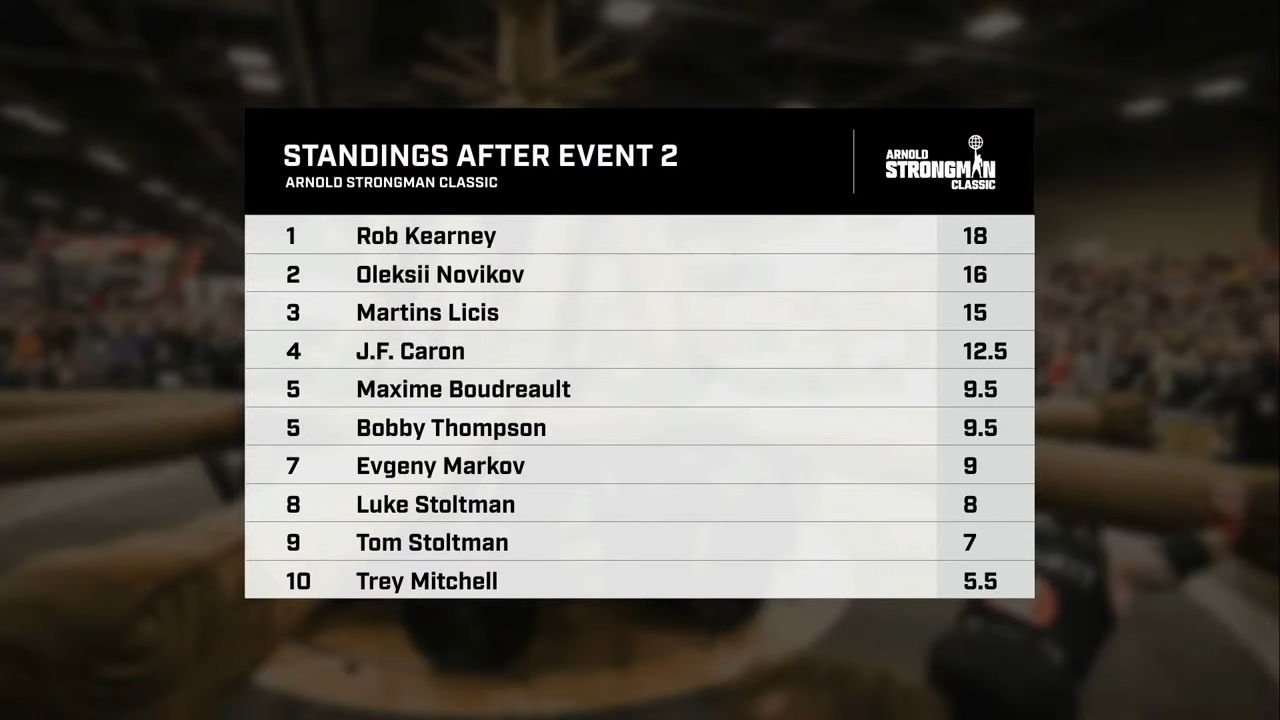 STANDINGS AFTER EVENT 2
ARNOLD STRONGMAN CLASSIC
ARNOLD
STRONGMAN
CLASSIC
1 Rob Kearney 18
2 Oleksii Novikov 16
3 Martins Licis 15
4 J.F. Caron 12.5
5 Maxime Boudreault 9.5
5 Bobby Thompson 9.5
7 Evgeny Markov 9
8 Luke Stoltman 8
9 Tom Stoltman 7
10 Trey Mitchell 5.5